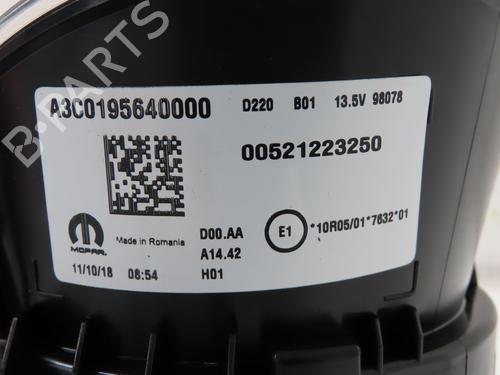 A3C0195640000 D220 B01 13.5V 98078
00521223250
MOPAR Made in Romania D00.AA E1 *10R05/01*7632*01
A14.42
11/10/18 08:54 H01
B PARTS